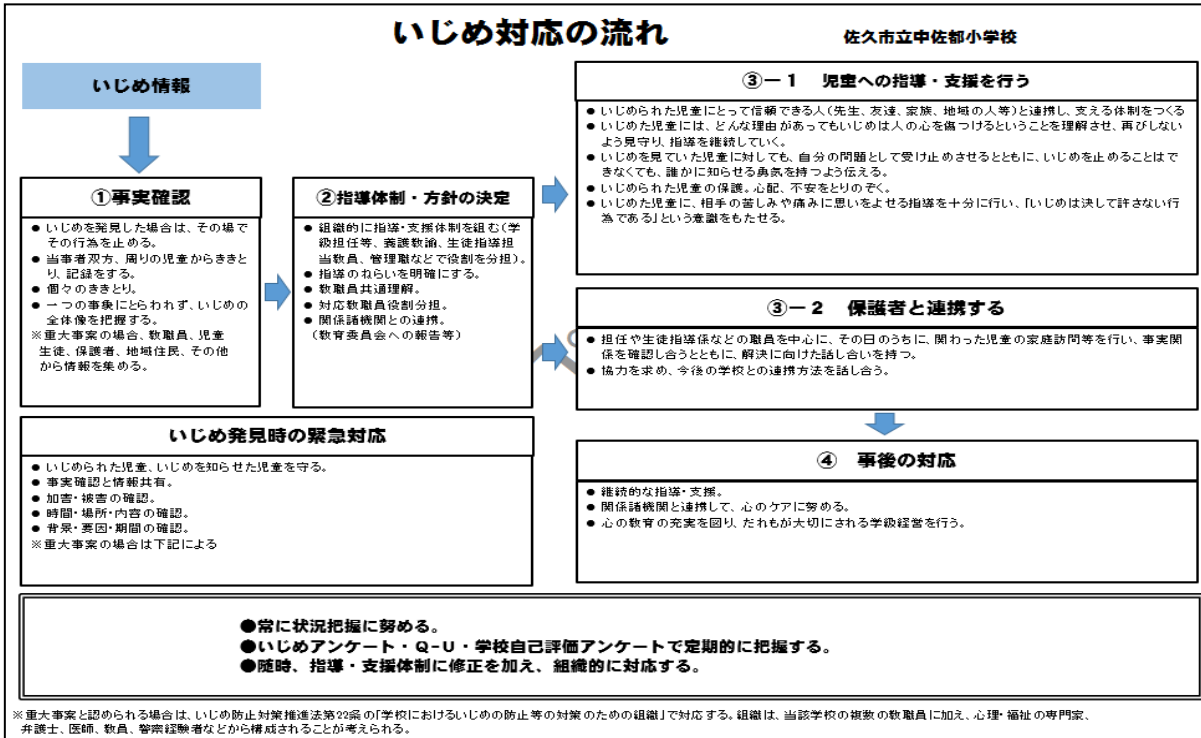 いじめ対応の流れ
佐久市立中佐都小学校
いじめ情報
①事実確認
● いじめを発見した場合は、その場で
その行為を止める。
● 当事者双方、周りの児童からききと
り、記録をする。
● 個々のききとり。
● 一つの事象にとらわれず、いじめの
全体像を把握する。
※重大事案の場合、教職員、児童
生徒、保護者、地域住民、その他
から情報を集める。
②指導体制・方針の決定
● 組織的に指導・支援体制を組む(学
級担任等、養護教諭、生徒指導担
当教員、管理職などで役割を分担)。
● 指導のねらいを明確にする。
● 教職員共通理解。
● 対応教職員役割分担。
● 関係諸機関との連携。
(教育委員会への報告等)
③－１ 児童への指導・支援を行う
● いじめられた児童にとって信頼できる人(先生、友達、家族、地域の人等)と連携し、支える体制をつくる
● いじめた児童には、どんな理由があってもいじめは人の心を傷つけるということを理解させ、再びしない
よう見守り、指導を継続していく。
● いじめを見ていた児童に対しても、自分の問題として受け止めさせるとともに、いじめを止めることはで
きなくても、誰かに知らせる勇気を持つよう伝える。
● いじめられた児童の保護。心配、不安をとりのぞく。
● いじめた児童に、相手の苦しみや痛みに思いをよせる指導を十分に行い、「いじめは決して許さない行
為である」という意識をもたせる。
③－２ 保護者と連携する
● 担任や生徒指導係などの職員を中心に、その日のうちに、関わった児童の家庭訪問等を行い、事実関
係を確認し合うとともに、解決に向けた話し合いを持つ。
● 協力を求め、今後の学校との連携方法を話し合う。
いじめ発見時の緊急対応
● いじめられた児童、いじめを知らせた児童を守る。
● 事実確認と情報共有。
● 加害・被害の確認。
● 時間・場所・内容の確認。
● 背景・要因・期間の確認。
※重大事案の場合は下記による
④ 事後の対応
● 継続的な指導・支援。
● 関係諸機関と連携して、心のケアに努める。
● 心の教育の充実を図り、だれもが大切にされる学級経営を行う。
●常に状況把握に努める。
●いじめアンケート・Ｑ－Ｕ・学校自己評価アンケートで定期的に把握する。
●随時、指導・支援体制に修正を加え、組織的に対応する。
※重大事案と認められる場合は、いじめ防止対策推進法第22条の「学校におけるいじめの防止等の対策のための組織」で対応する。組織は、当該学校の複数の教職員に加え、心理・福祉の専門家、
弁護士、医師、教員、警察経験者などから構成されることが考えられる。